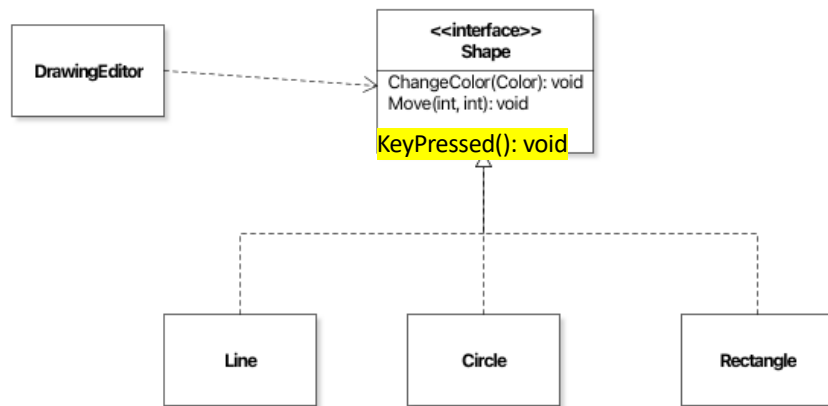 <<interface>>
Shape
DrawingEditor
ChangeColor(Color): void
Move(int, int): void
KeyPressed(): void
Line
Circle
Rectangle